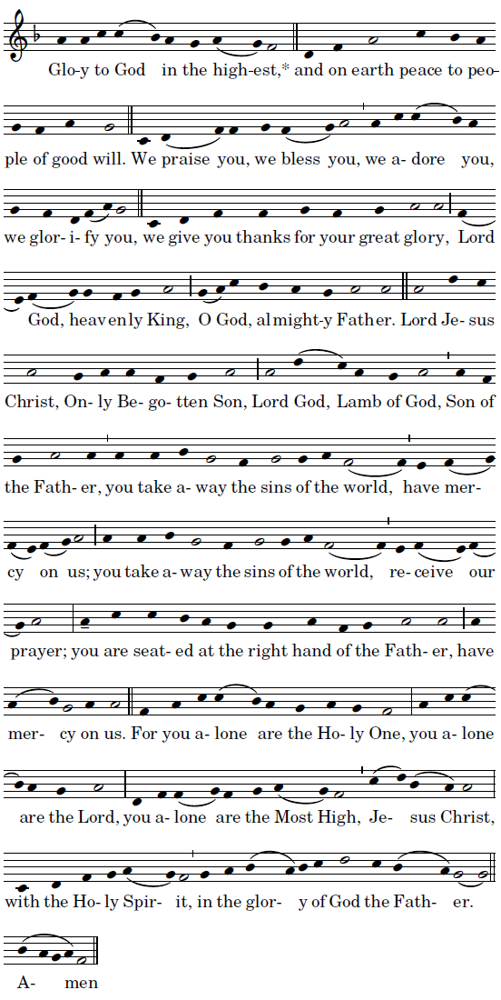 Glo-y to God in the high-est,* and on earth peace to peo-
ple of good will. We praise you, we bless you, we a- dore you,
we glor- i- fy you, we give you thanks for your great glory, Lord
God, heavenly King, O God, almight-y Father. Lord Je- sus
Christ, On- ly Be- go- tten Son, Lord God, Lamb of God, Son of
the Fath- er, you take a- way the sins of the world, have mer-
cy on us; you take a- way the sins of the world, re- ceive our
prayer; you are seat- ed at the right hand of the Fath- er, have
mer- cy on us. For you a- lone are the Ho- ly One, you a- lone
are the Lord, you a- lone are the Most High, Je- sus Christ,
with the Ho- ly Spir- it, in the glor- y of God the Fath- er.
A- men